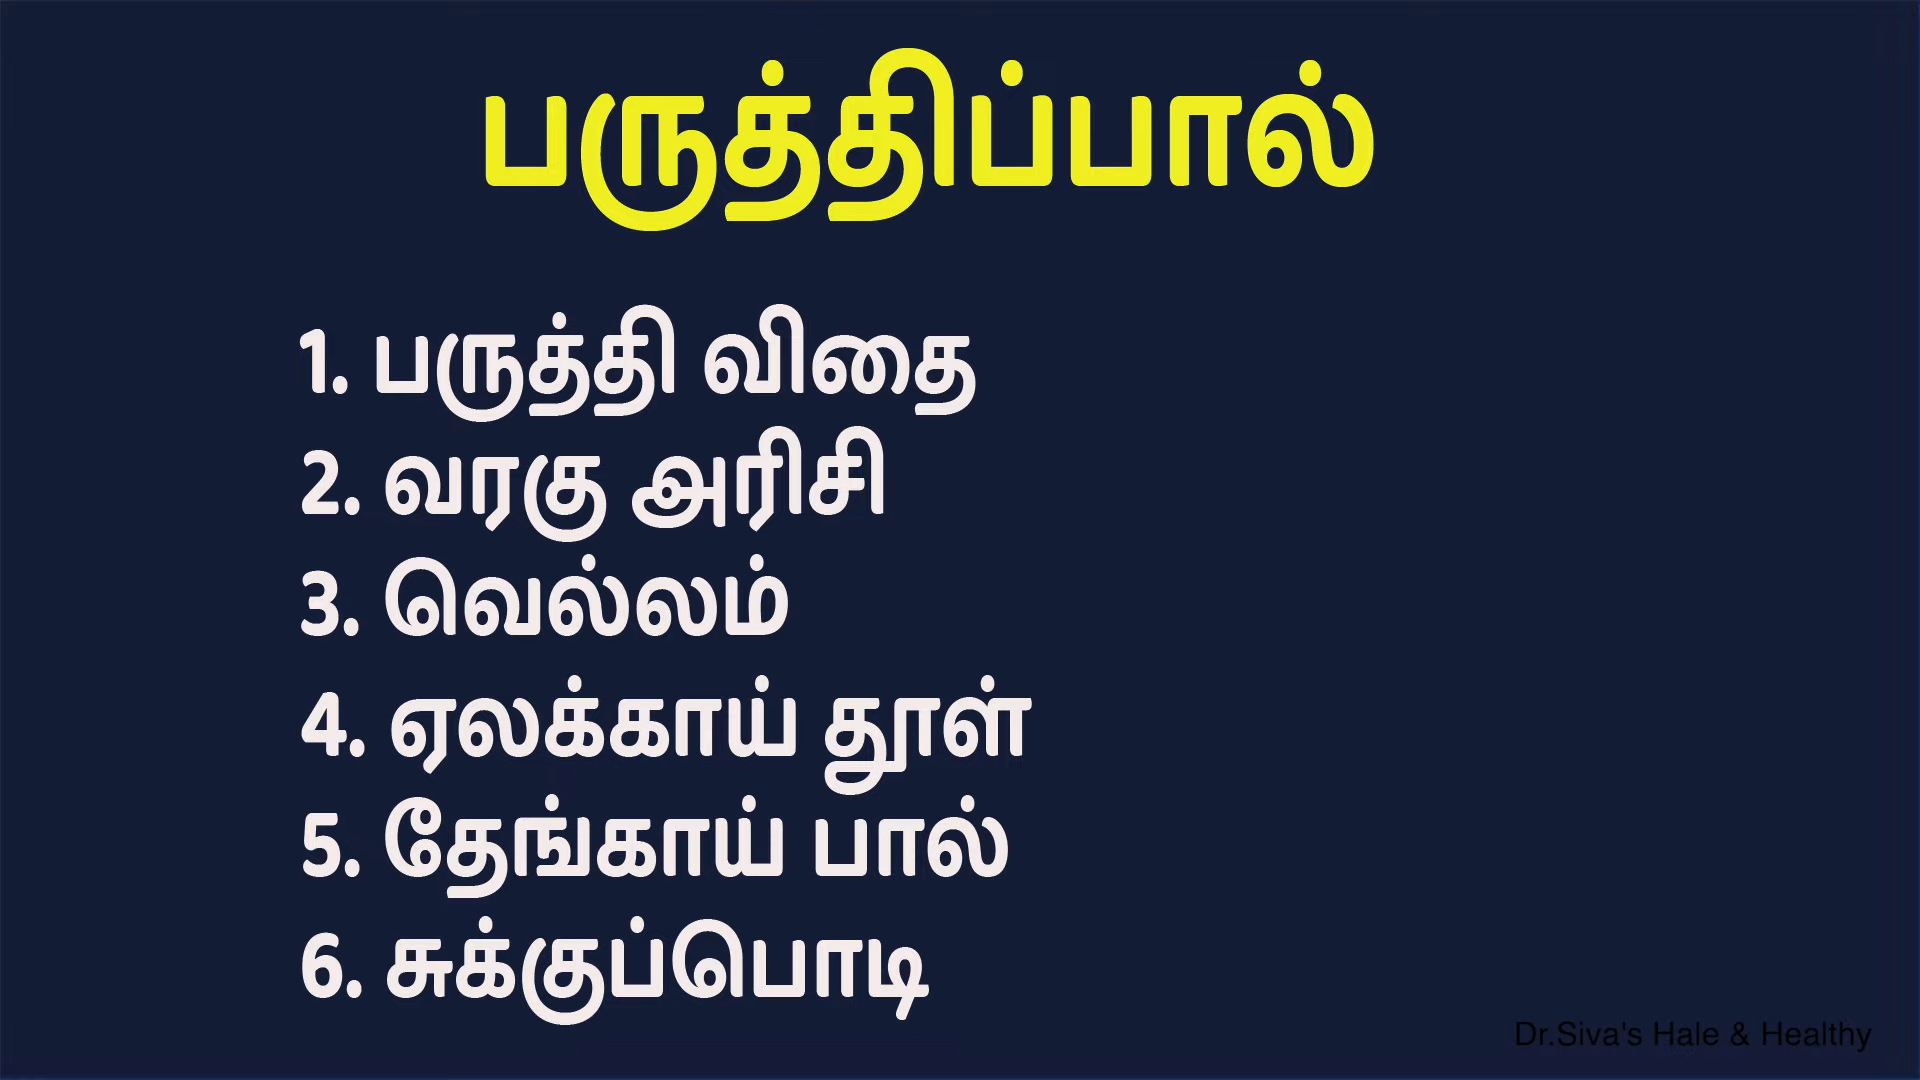 பருத்திப்பால்
1. பருத்தி விதை
2. வரகு அரிசி
3. வெல்லம்
4. ஏலக்காய் தூள்
5. தேங்காய் பால்
6. சுக்குப்பொடி
Dr.Siva's Hale & Healthy